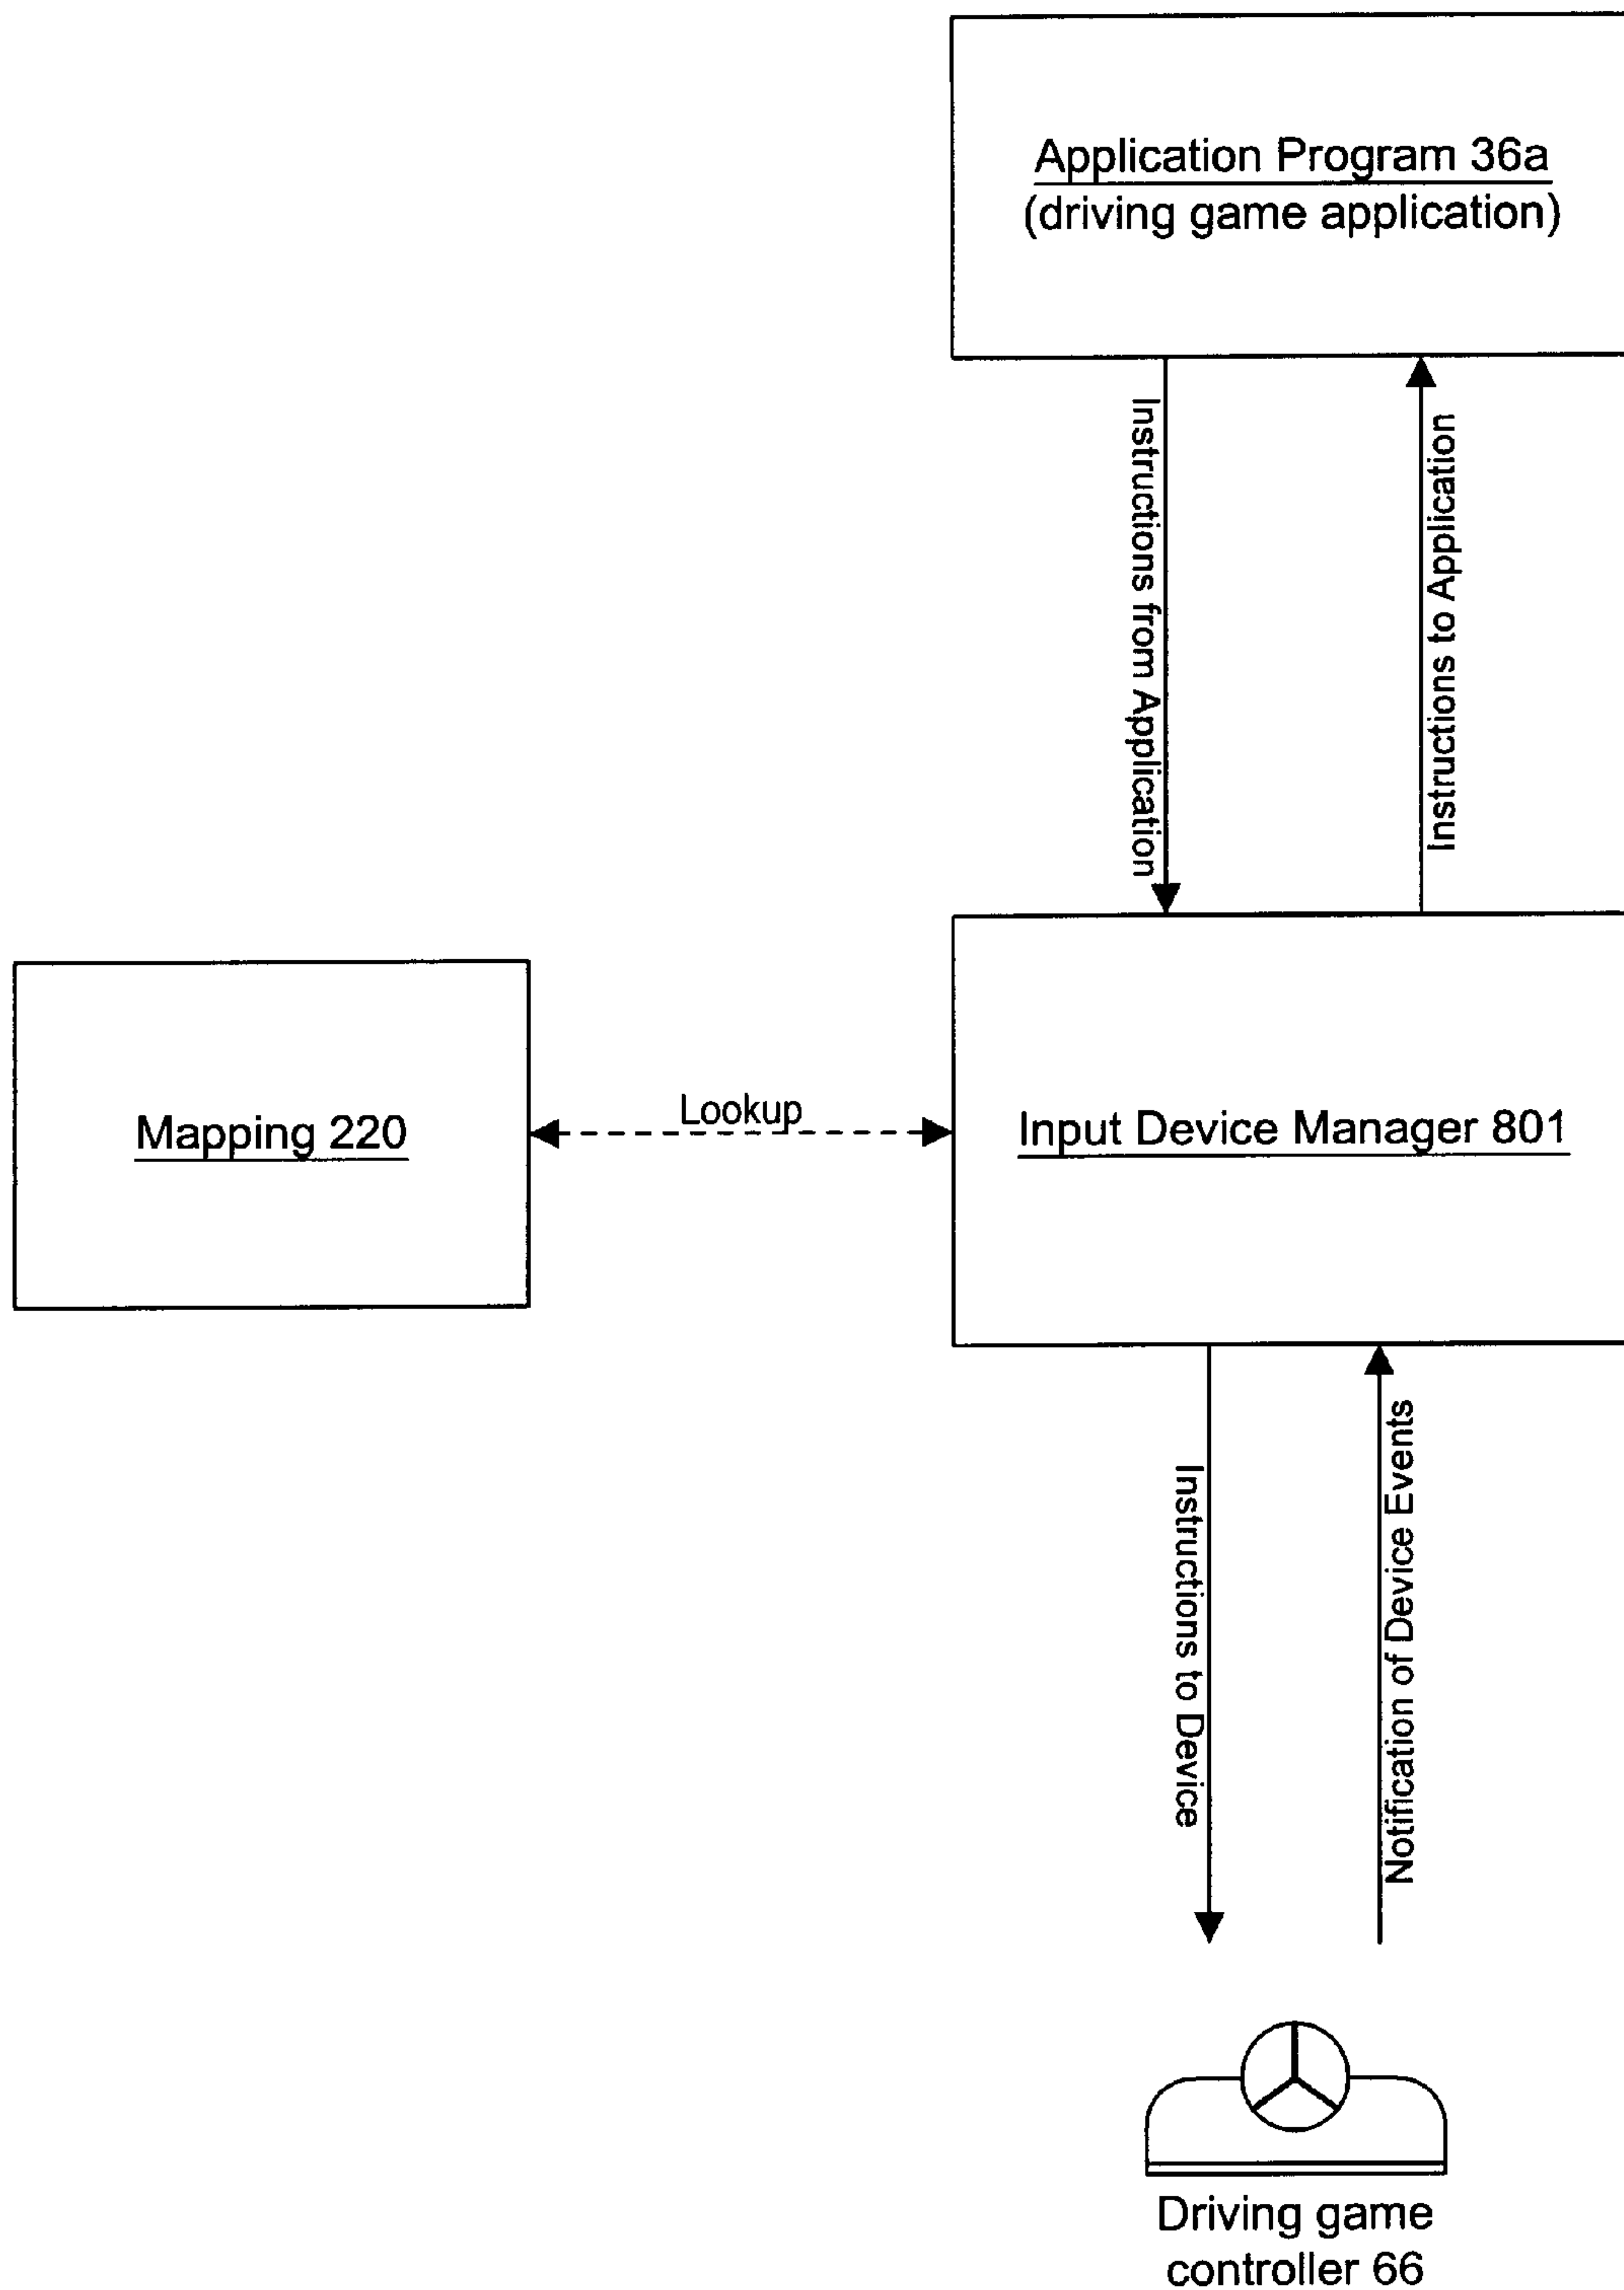 Application Program 36a
(driving game application)
Instructions from Application
Instructions to Application
Mapping 220
Lookup
Input Device Manager 801
Instructions to Device
Notification of Device Events
Driving game
controller 66